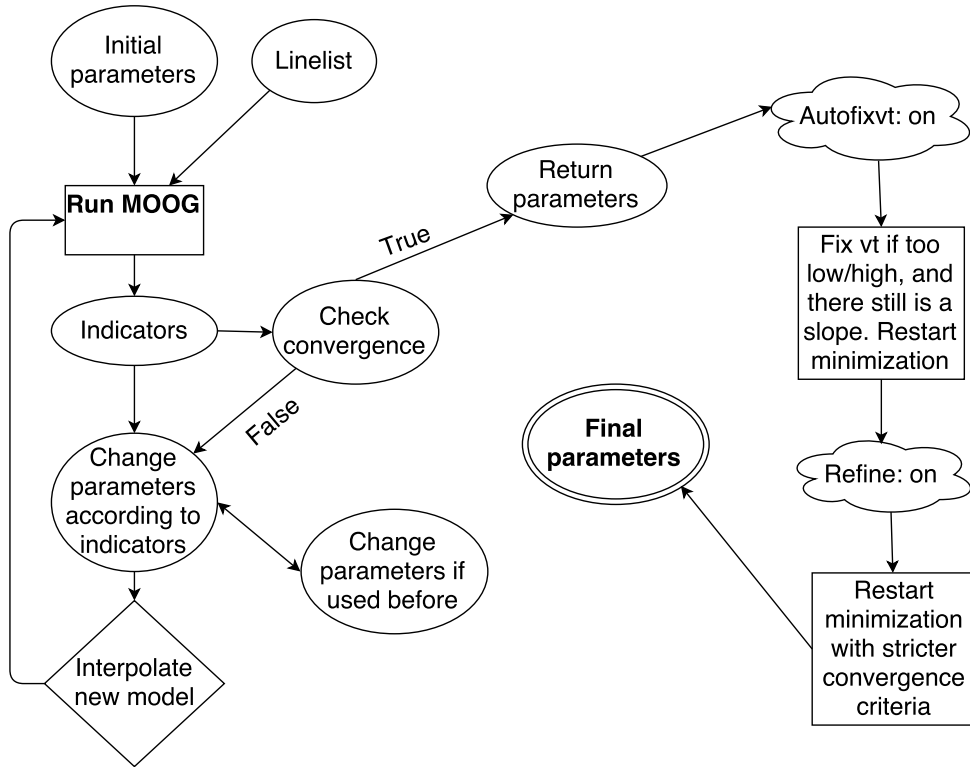 Initial
parameters
Linelist
Run MOOG
Indicators
Check
convergence
True
False
Return
parameters
Autofixvt: on
Fix vt if too
low/high, and
there still is a
slope. Restart
minimization
Refine: on
Restart
minimization
with stricter
convergence
criteria
Final
parameters
Change
parameters
according to
indicators
Change
parameters if
used before
Interpolate
new model